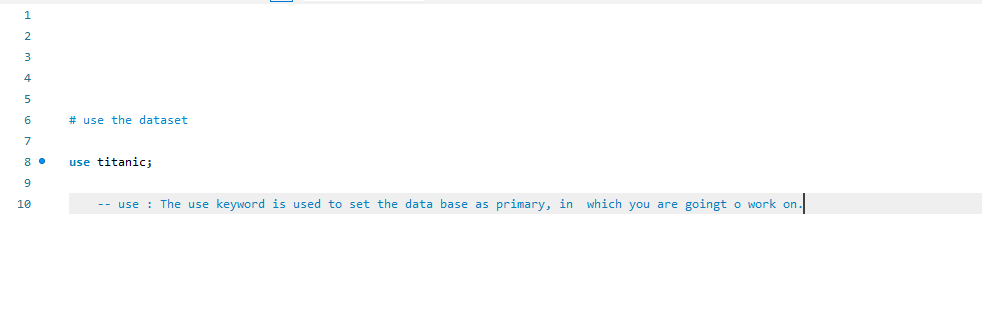 1
2
3
4
5
6 # use the dataset
7
8 use titanic;
9
10 -- use : The use keyword is used to set the data base as primary, in  which you are goingt o work on.